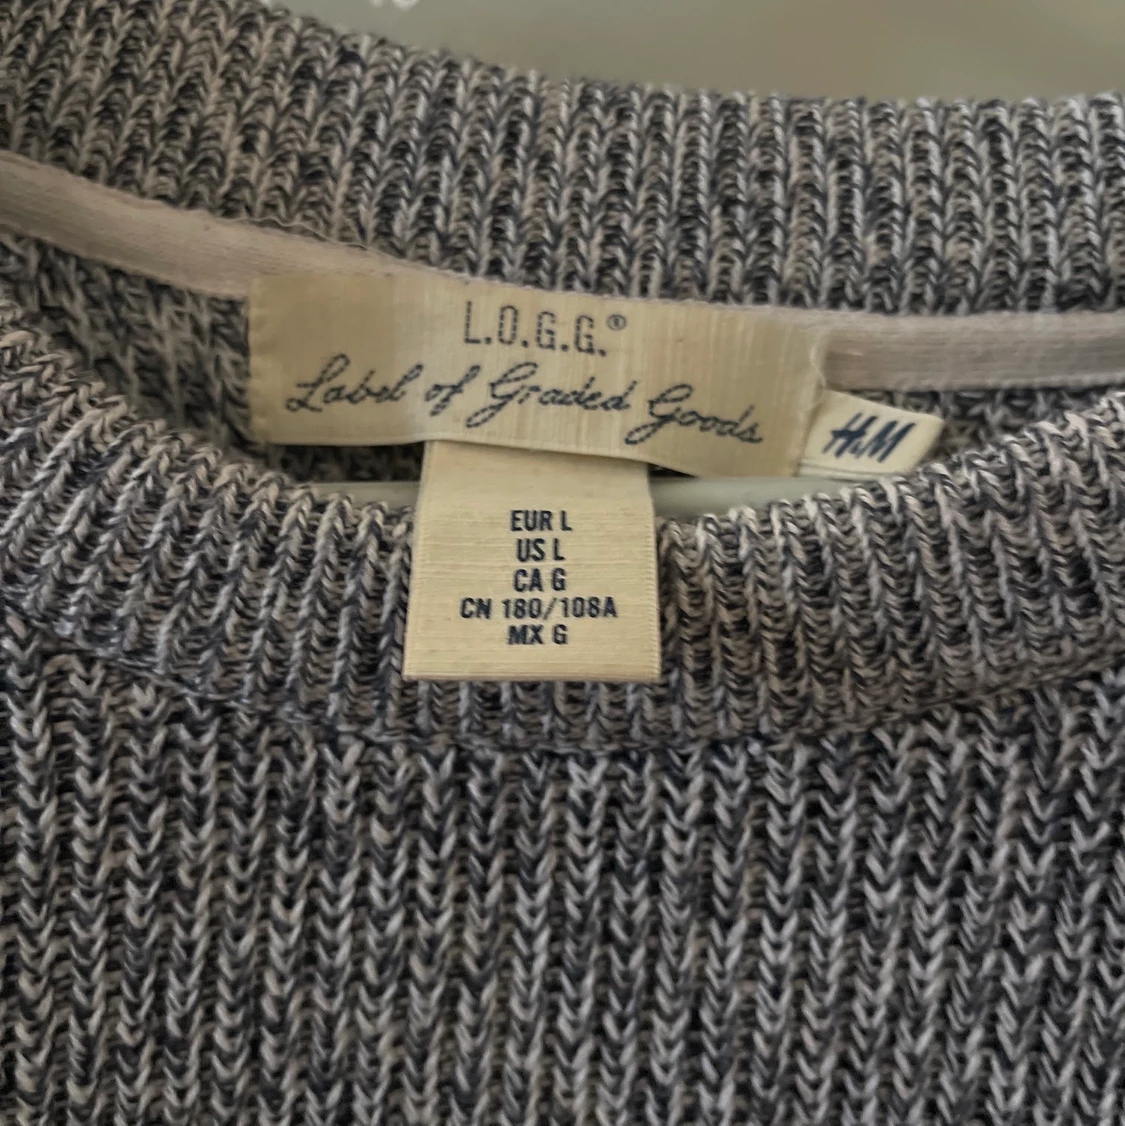 L.O.G.G.®
Label of Graded Goods
H&M
EUR L
US L
CA G
CN 180/108A
MX G